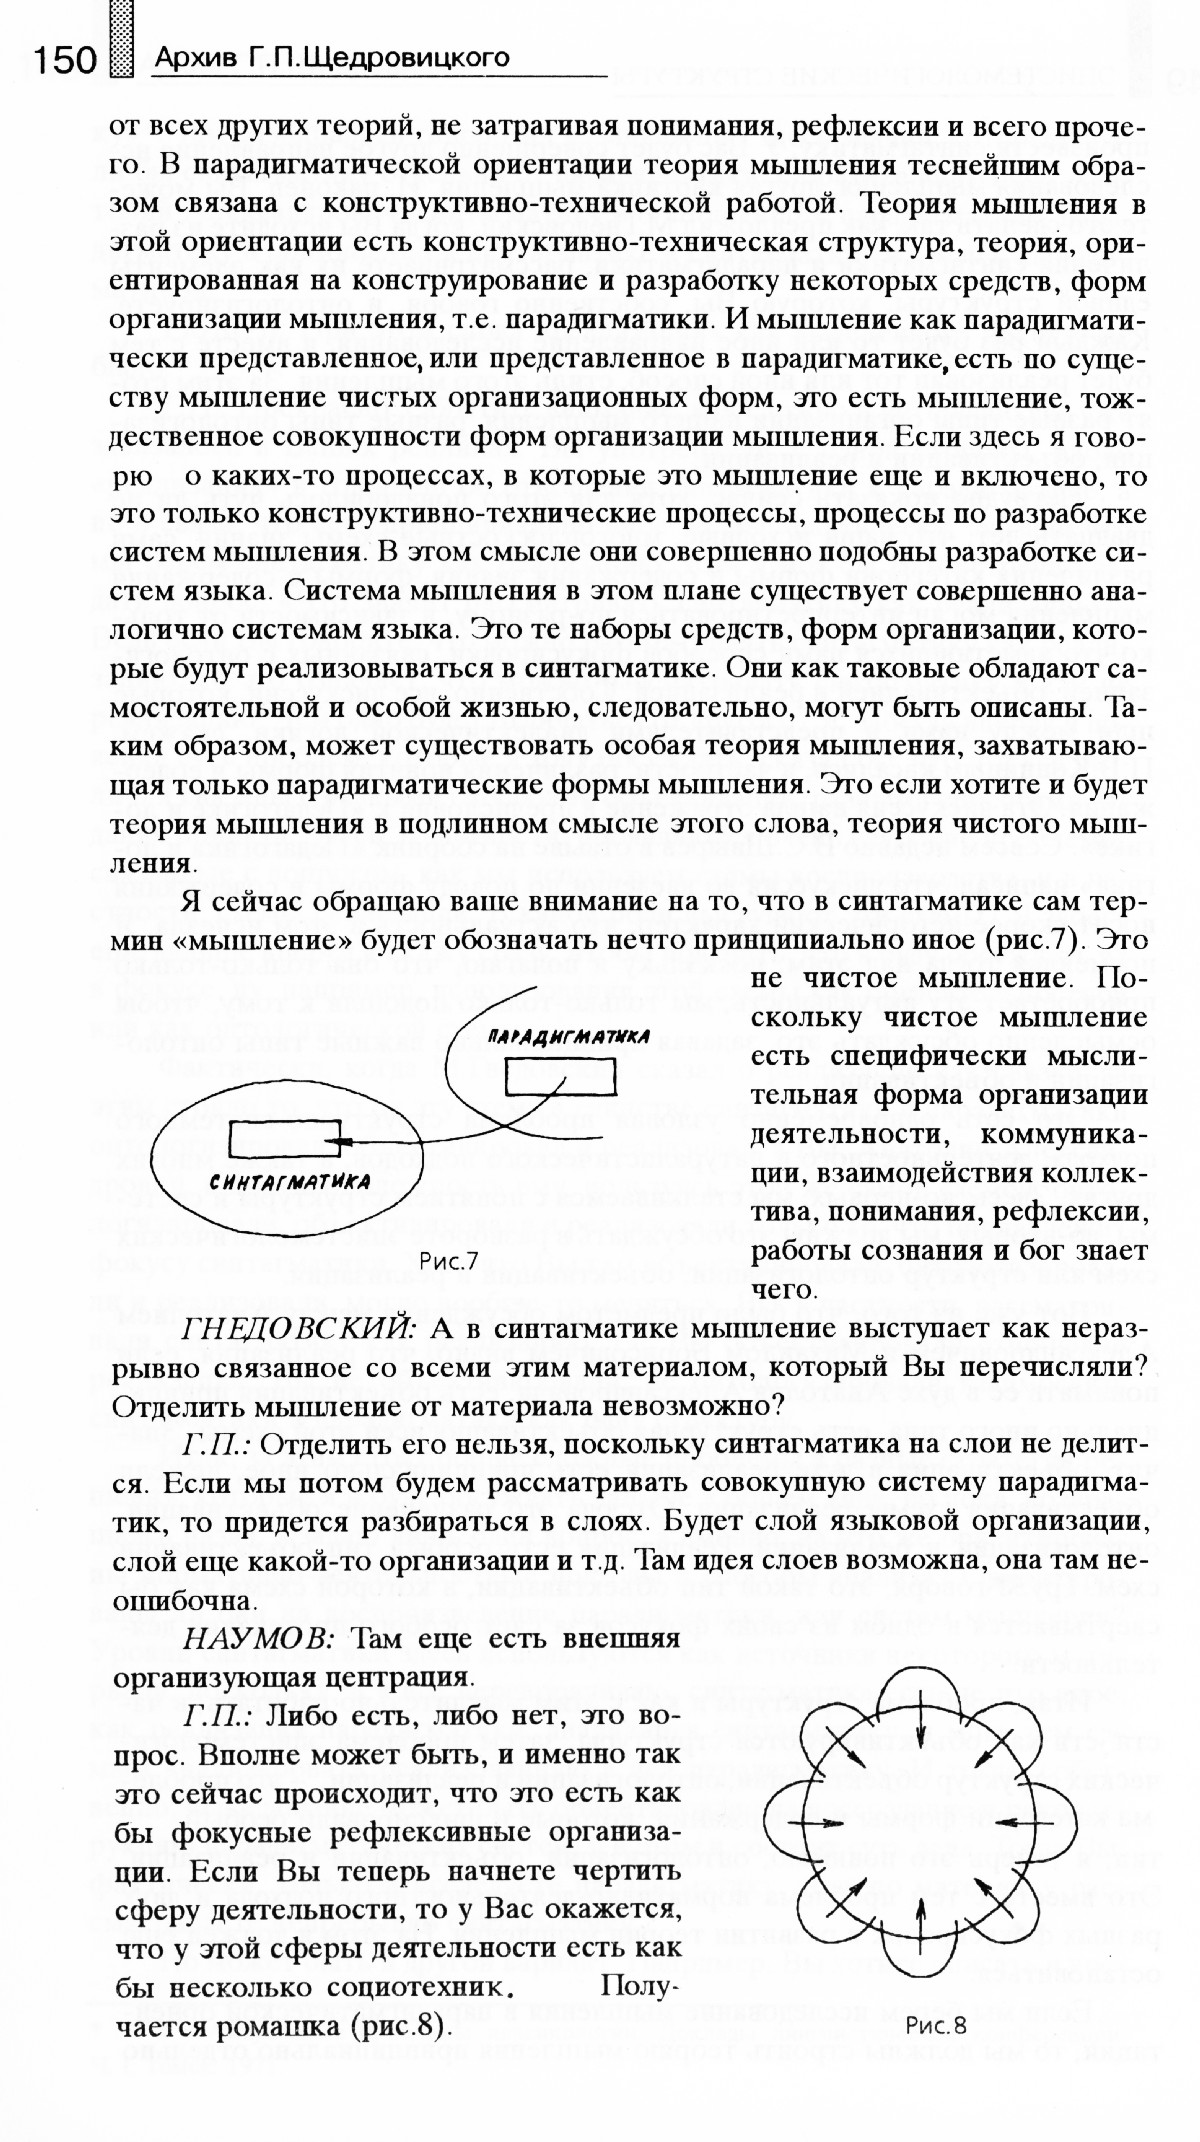 150 Архив Г.П.Щедровицкого
от всех других теорий, не затрагивая понимания, рефлексии и всего проче-
го. В парадигматической ориентации теория мышления теснейшим обра-
зом связана с конструктивно-технической работой. Теория мышления в
этой ориентации есть конструктивно-техническая структура, теория, ори-
ентированная на конструирование и разработку некоторых средств, форм
организации мышления, т.е. парадигматики. И мышление как парадигмати-
чески представленное, или представленное в парадигматике, есть по суще-
ству мышление чистых организационных форм, это есть мышление, тож-
дественное совокупности форм организации мышления. Если здесь я гово-
рю о каких-то процессах, в которые это мышление еще и включено, то
это только конструктивно-технические процессы, процессы по разработке
систем мышления. В этом смысле они совершенно подобны разработке си-
стем языка. Система мышления в этом плане существует совершенно ана-
логично системам языка. Это те наборы средств, форм организации, кото-
рые будут реализовываться в синтагматике. Они как таковые обладают са-
мостоятельной и особой жизнью, следовательно, могут быть описаны. Та-
ким образом, может существовать особая теория мышления, захватываю-
щая только парадигматические формы мышления. Это если хотите и будет
теория мышления в подлинном смысле этого слова, теория чистого мыш-
ления.
Я сейчас обращаю ваше внимание на то, что в синтагматике сам тер-
мин «мышление» будет обозначать нечто принципиально иное (рис.7). Это
не чистое мышление. По-
скольку чистое мышление
есть специфически мысли-
тельная форма организации
деятельности, коммуника-
ции, взаимодействия коллек-
тива, понимания, рефлексии,
работы сознания и бог знает
чего.
ПАРАДИГМАТИКА
СИНТАГМАТИКА
Рис.7
ГНЕДОВСКИЙ: А в синтагматике мышление выступает как нераз-
рывно связанное со всеми этим материалом, который Вы перечисляли?
Отделить мышление от материала невозможно?
Г.П.: Отделить его нельзя, поскольку синтагматика на слои не делит-
ся. Если мы потом будем рассматривать совокупную систему парадигма-
тик, то придется разбираться в слоях. Будет слой языковой организации,
слой еще какой-то организации и т.д. Там идея слоев возможна, она там не-
ошибочна.
НАУМОВ: Там еще есть внешняя
организующая центрация.
Г.П.: Либо есть, либо нет, это во-
прос. Вполне может быть, и именно так
это сейчас происходит, что это есть как
бы фокусные рефлексивные организа-
ции. Если Вы теперь начнете чертить
сферу деятельности, то у Вас окажется,
что у этой сферы деятельности есть как
бы несколько социотехник. Полу-
чается ромашка (рис.8).
Рис.8